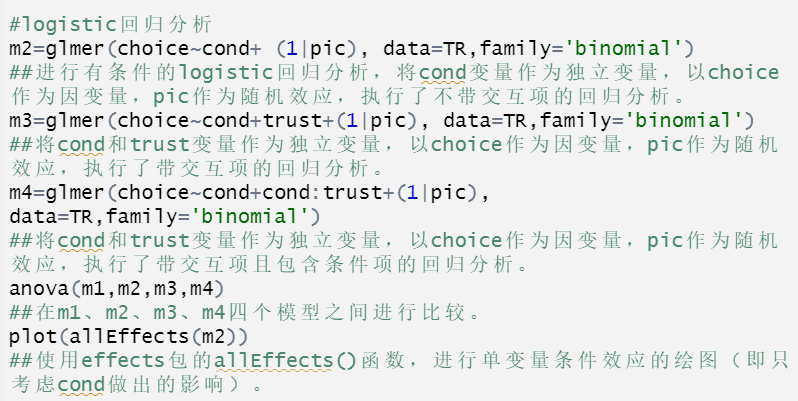 #logistic回归分析
m2=glmer(choice~cond+ (1|pic), data=TR,family='binomial')
##进行有条件的logistic回归分析，将cond变量作为独立变量，以choice
作为因变量，pic作为随机效应，执行了不带交互项的回归分析。
m3=glmer(choice~cond+trust+(1|pic), data=TR,family='binomial')
##将cond和trust变量作为独立变量，以choice作为因变量，pic作为随机
效应，执行了带交互项的回归分析。
m4=glmer(choice~cond+cond:trust+(1|pic),
data=TR,family='binomial')
##将cond和trust变量作为独立变量，以choice作为因变量，pic作为随机
效应，执行了带交互项且包含条件项的回归分析。
anova(m1,m2,m3,m4)
##在m1、m2、m3、m4四个模型之间进行比较。
plot(allEffects(m2))
##使用effects包的allEffects()函数，进行单变量条件效应的绘图（即只
考虑cond做出的影响）。